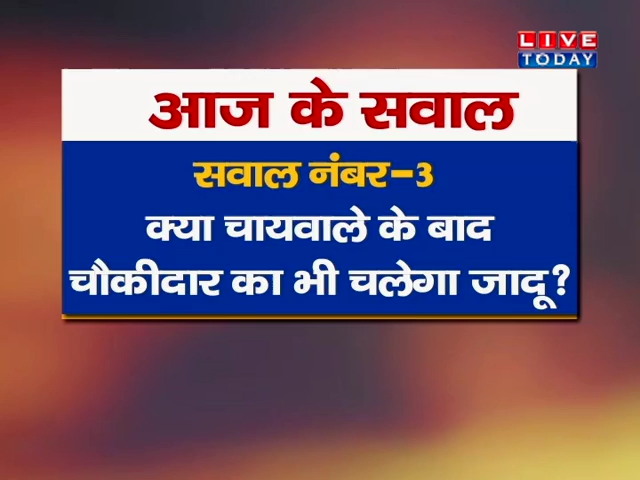 LIVE
TODAY
आज के सवाल
सवाल नंबर-3
क्या चायवाले के बाद
चौकीदार का भी चलेगा जादू?